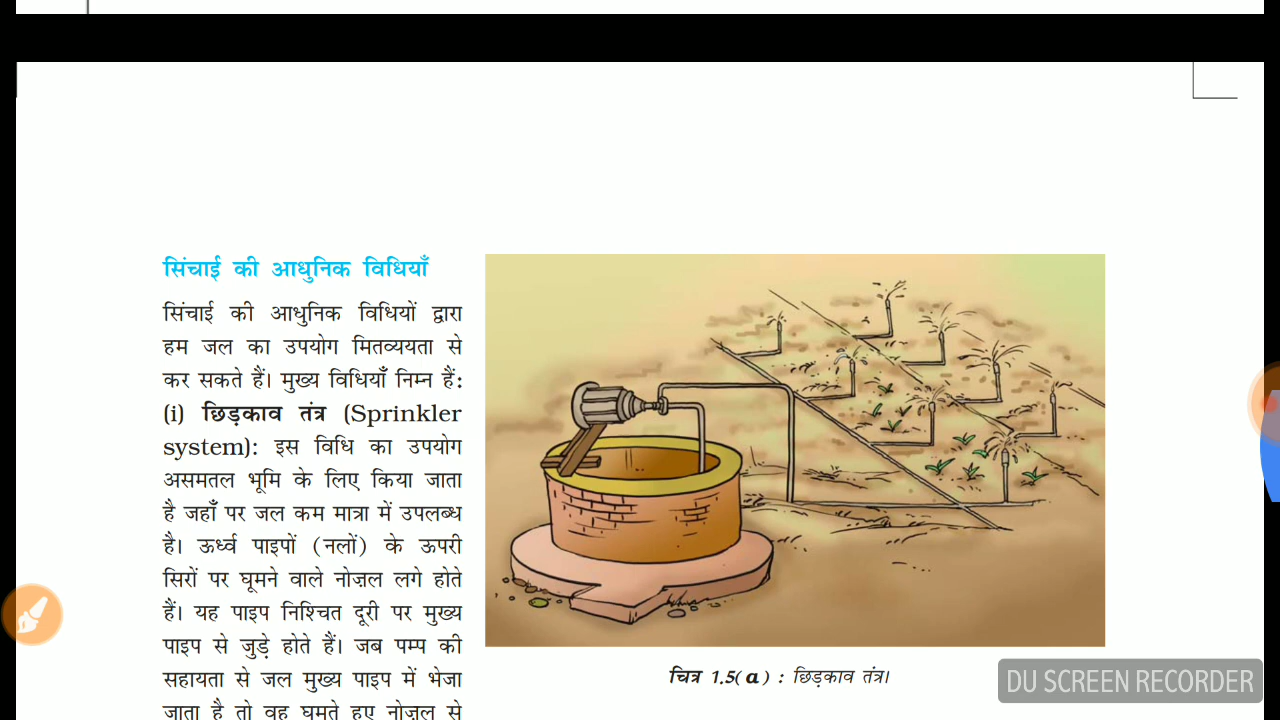 सिंचाई की आधुनिक विधियाँ
सिंचाई की आधुनिक विधियों द्वारा
हम जल का उपयोग मितव्ययता से
कर सकते हैं। मुख्य विधियाँ निम्न हैं:
(i) छिड़काव तंत्र (Sprinkler
system): इस विधि का उपयोग
असमतल भूमि के लिए किया जाता
है जहाँ पर जल कम मात्रा में उपलब्ध
है। ऊर्ध्व पाइपों (नलों) के ऊपरी
सिरों पर घूमने वाले नोज़ल लगे होते
हैं। यह पाइप निश्चित दूरी पर मुख्य
पाइप से जुड़े होते हैं। जब पम्प की
सहायता से जल मुख्य पाइप में भेजा
जाता है तो वह घूमते हुए नोज़ल से
चित्र 1.5(a) : छिड़काव तंत्र।
DU SCREEN RECORDER